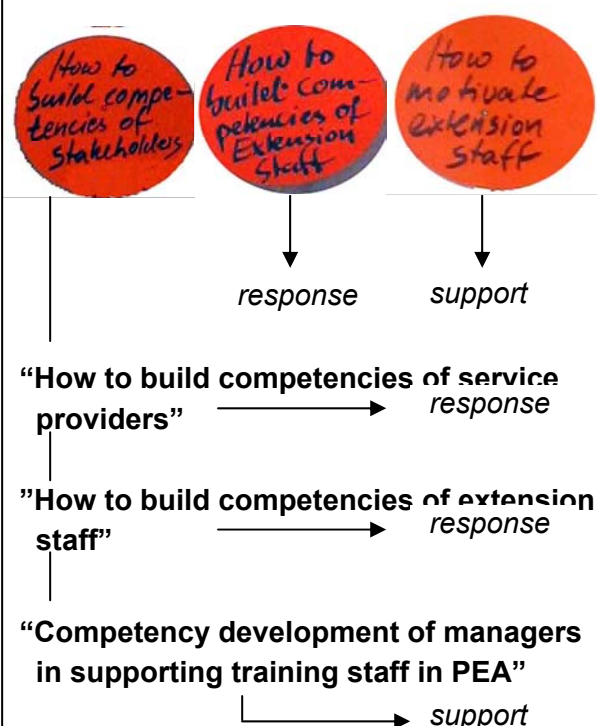 How to
build compe-
tencies of
Stakeholders
How to
build com-
petencies of
Extension
Staff
How to
motivate
extension
staff
response
support
“How to build competencies of service
providers”
response
”How to build competencies of extension
staff”
response
“Competency development of managers
in supporting training staff in PEA”
support